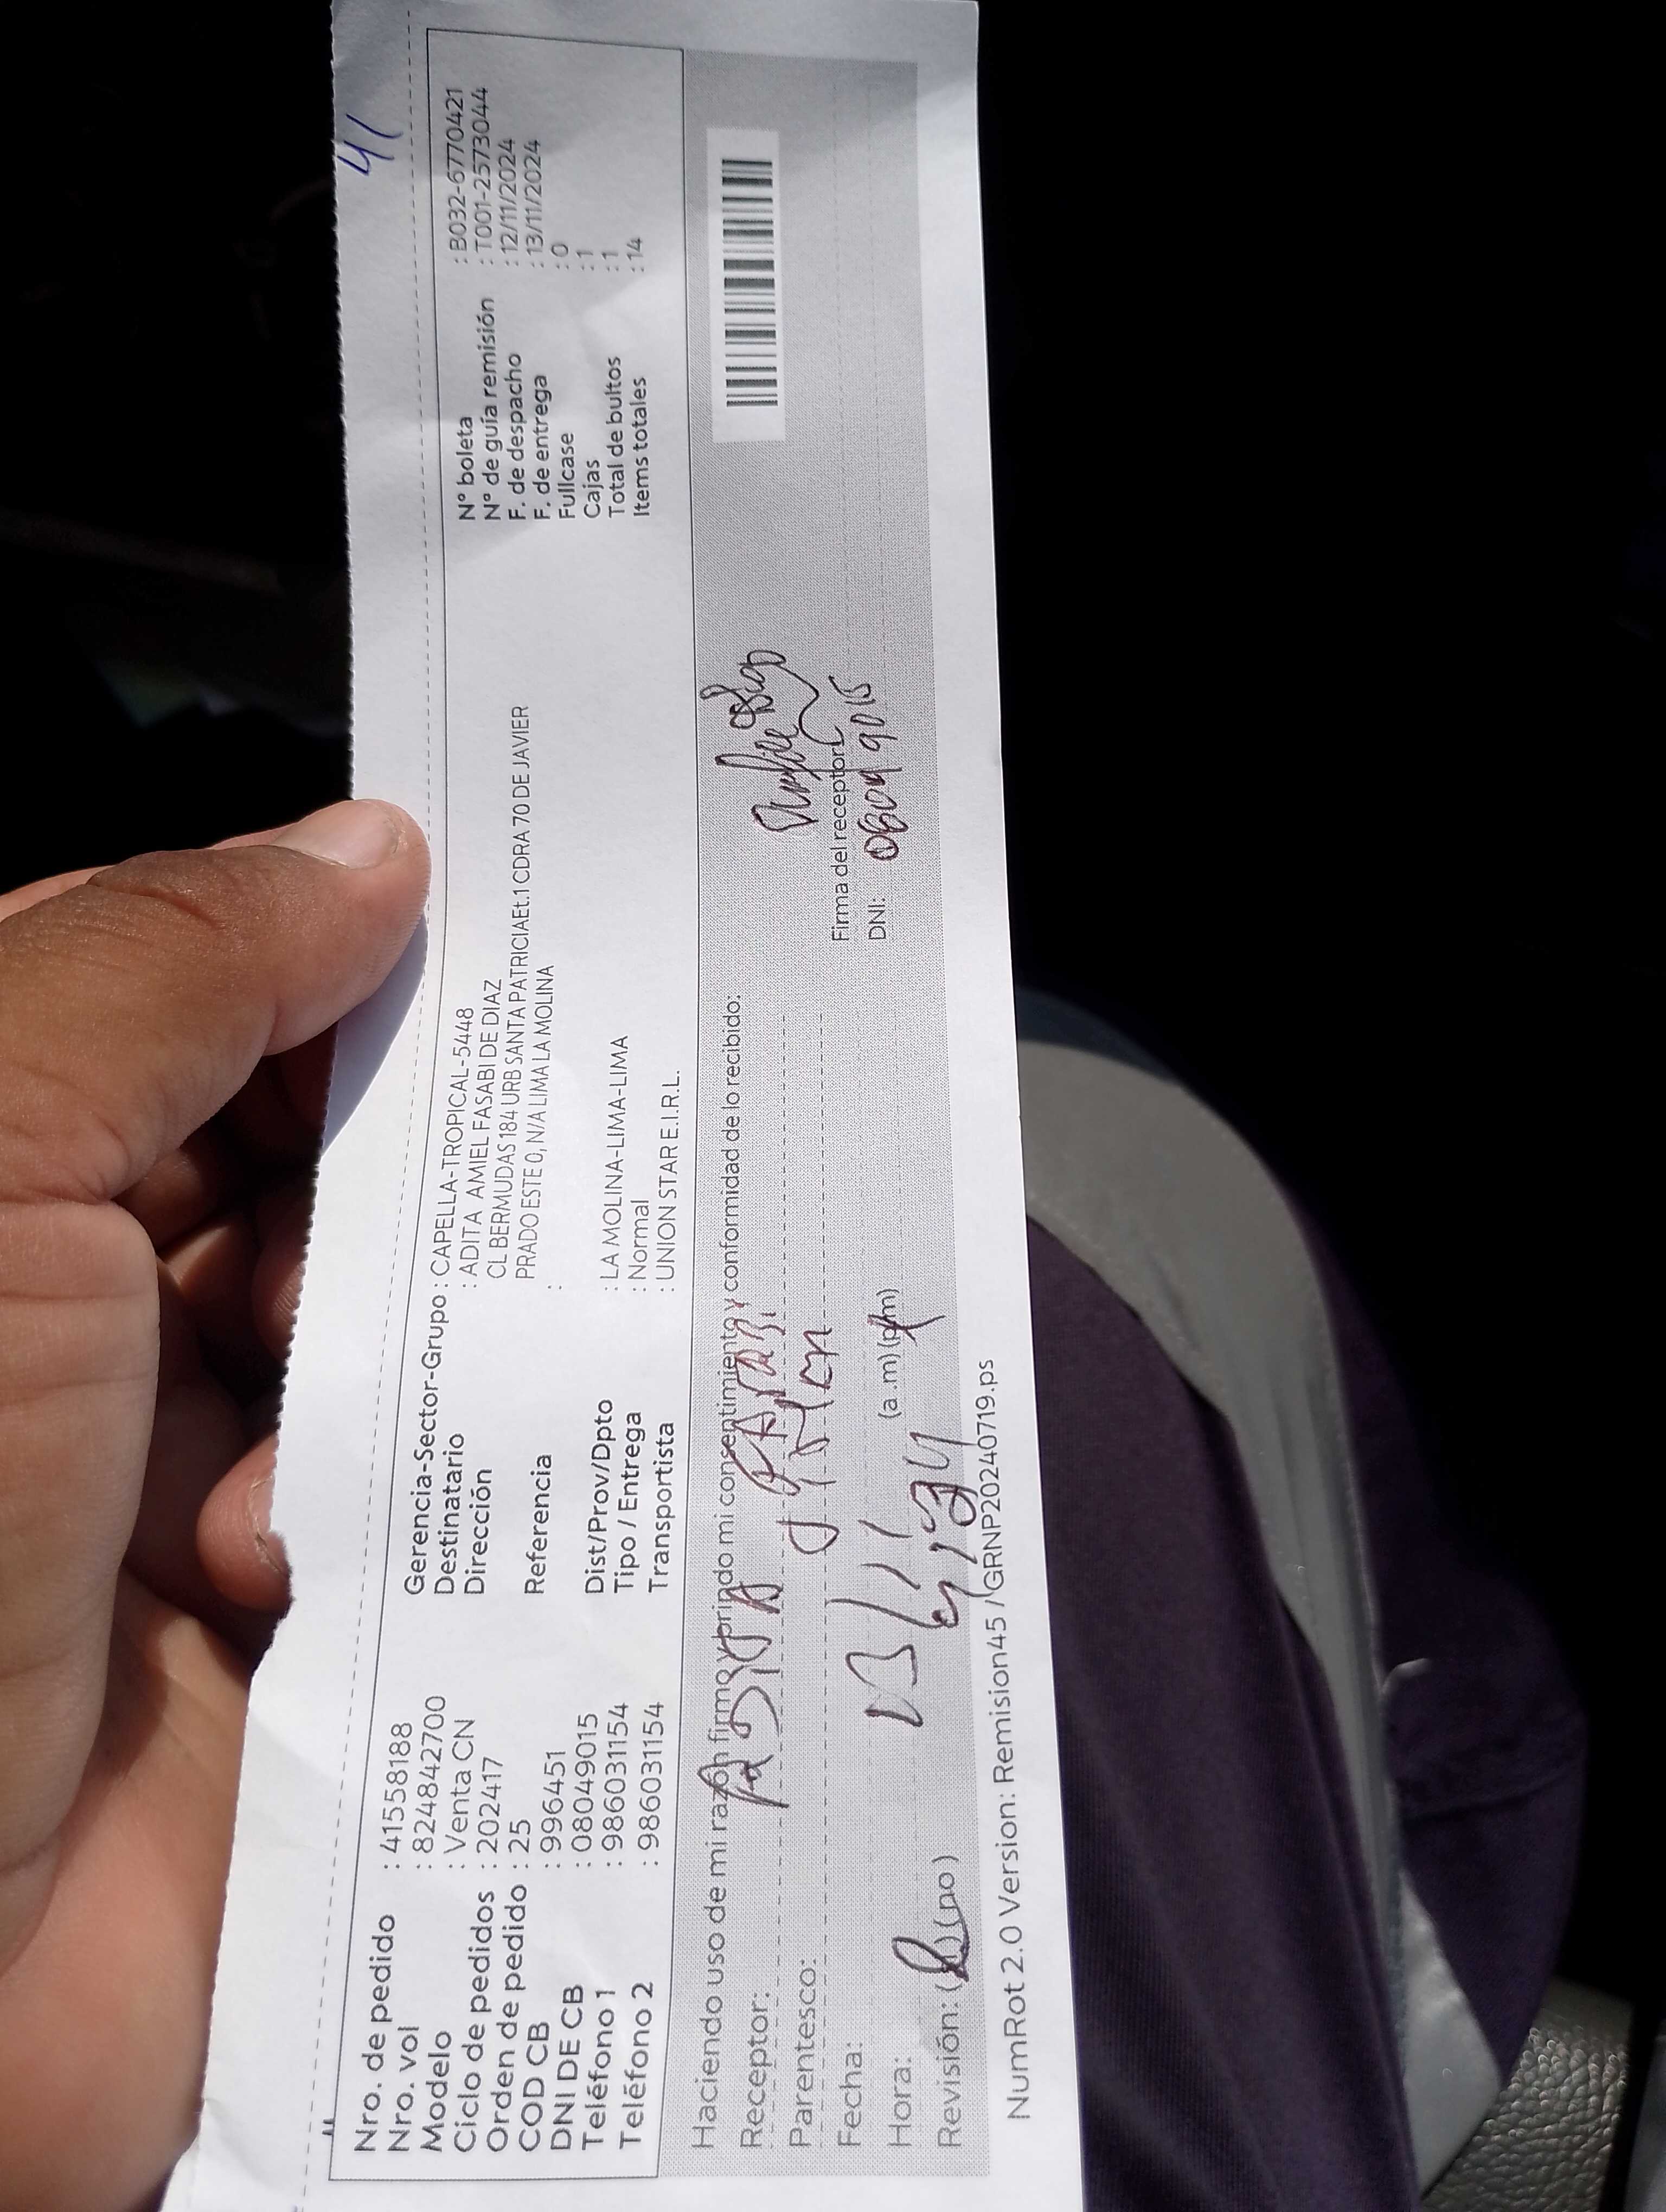 41
Nro. de pedido : 41558188
Nro. vol : 8248842700
Modelo : Venta CN
Ciclo de pedidos : 202417
Orden de pedido : 25
COD CB : 996451
DNI DE CB : 08049015
Teléfono 1 : 986031154
Teléfono 2 : 986031154
Gerencia-Sector-Grupo : CAPELLA-TROPICAL-5448
Destinatario : ADITA AMIEL FASABI DE DIAZ
Dirección CL BERMUDAS 184 URB SANTA PATRICIAEt.1 CDRA 70 DE JAVIER
PRADO ESTE 0, N/A LIMA LA MOLINA
Referencia :
Dist/Prov/Dpto : LA MOLINA-LIMA-LIMA
Tipo / Entrega : Normal
Transportista : UNION STAR E.I.R.L.
N° boleta : B032-6770421
N° de guía remisión : T001-2573044
F. de despacho : 12/11/2024
F. de entrega : 13/11/2024
Fullcase : 0
Cajas : 1
Total de bultos : 1
Items totales : 14
Haciendo uso de mi razón firmo y brindo mi consentimiento y conformidad de lo recibido:
Receptor: FASABI
Parentesco:
Fecha: 13/11
Hora: (a.m) (p.m)
Revisión: (si) (no)
Firma del receptor
DNI: 08049015
NumRot 2.0 Version: Remision45 /GRNP20240719.ps